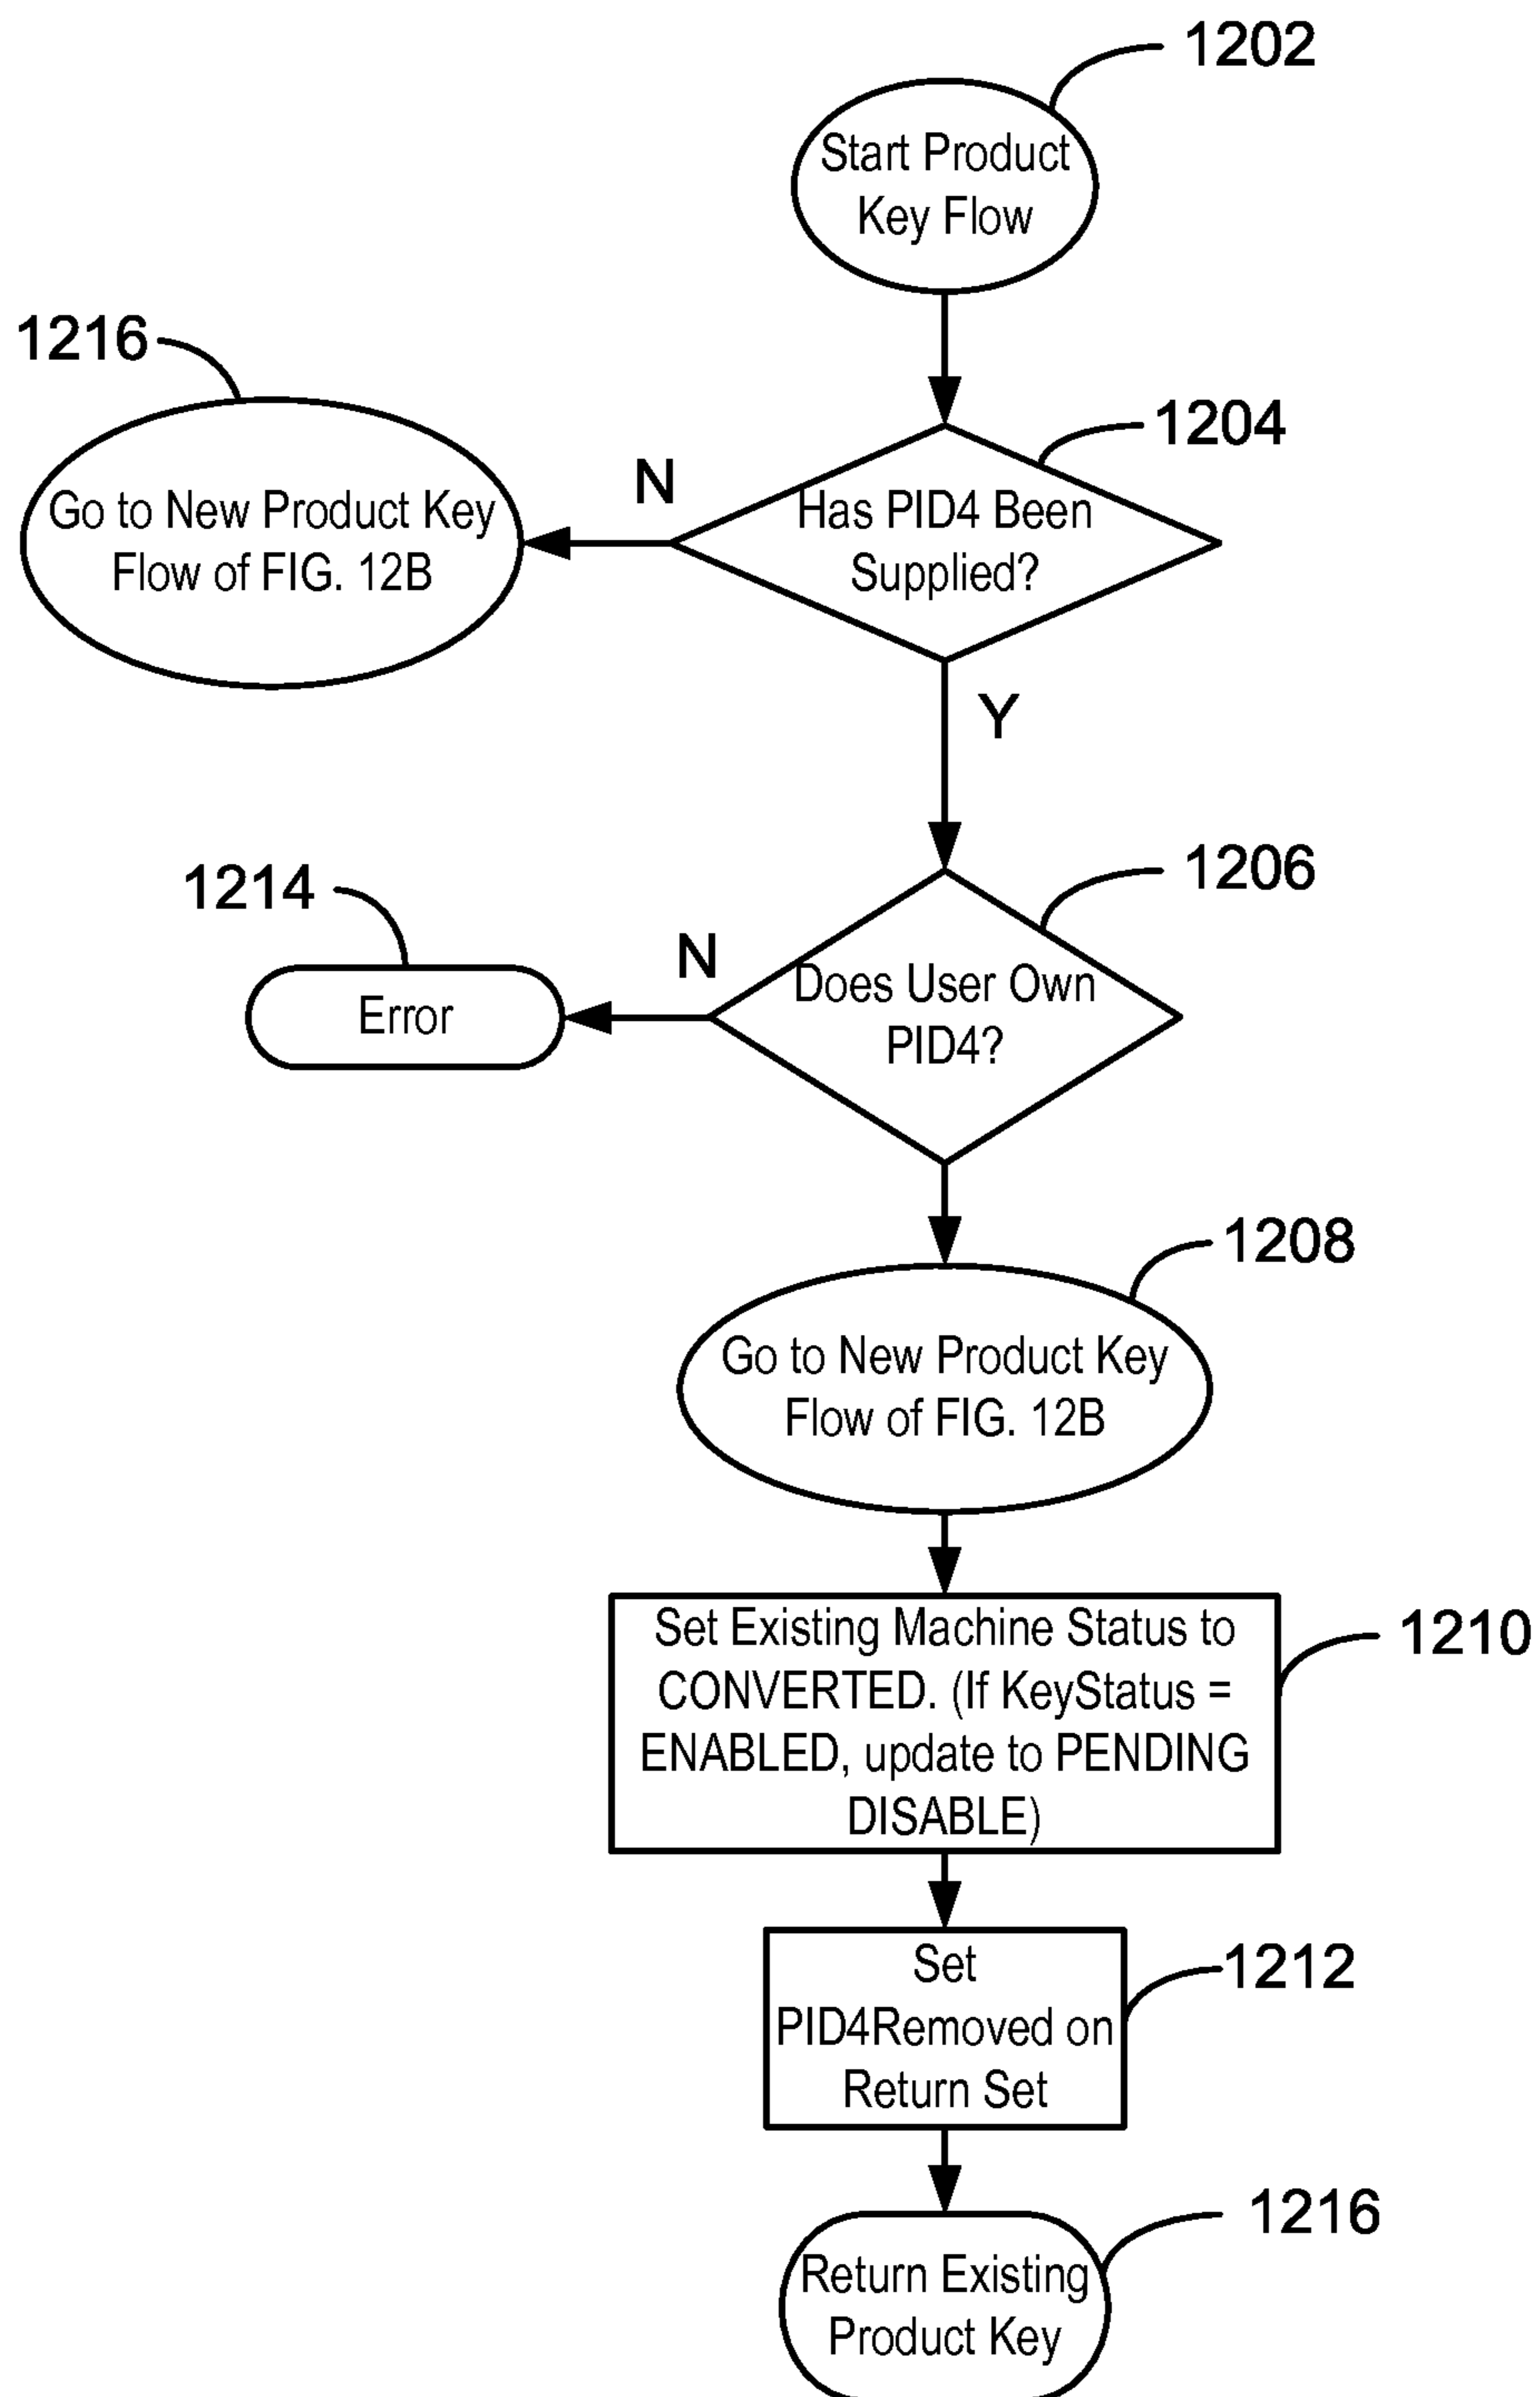 1202
Start Product
Key Flow
1216
1204
N
Go to New Product Key
Flow of FIG. 12B
Has PID4 Been
Supplied?
Y
1206
1214
N
Does User Own
PID4?
Error
1208
Go to New Product Key
Flow of FIG. 12B
1210
Set Existing Machine Status to
CONVERTED. (If KeyStatus =
ENABLED, update to PENDING
DISABLE)
1212
Set
PID4Removed on
Return Set
1216
Return Existing
Product Key